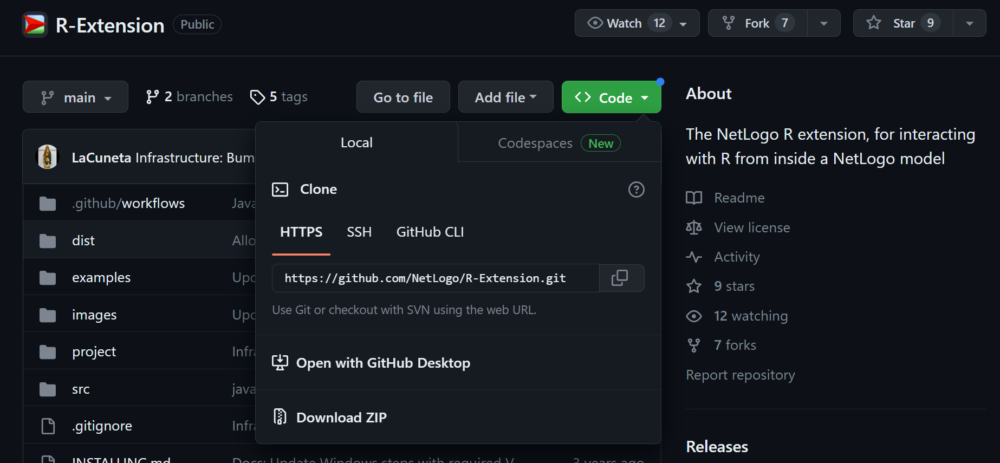 R-Extension Public Watch 12 Fork 7 Star 9
main 2 branches 5 tags Go to file Add file Code
LaCuneta Infrastructure: Bum
.github/workflows Java
dist Allo
examples Upd
images Upd
project Infra
src java
.gitignore Infra
INSTALLING.md Docs: Update Windows steps with required V 3 years ago
Local Codespaces New
Clone
HTTPS SSH GitHub CLI
https://github.com/NetLogo/R-Extension.git
Use Git or checkout with SVN using the web URL.
Open with GitHub Desktop
Download ZIP
About
The NetLogo R extension, for interacting
with R from inside a NetLogo model
Readme
View license
Activity
9 stars
12 watching
7 forks
Report repository
Releases